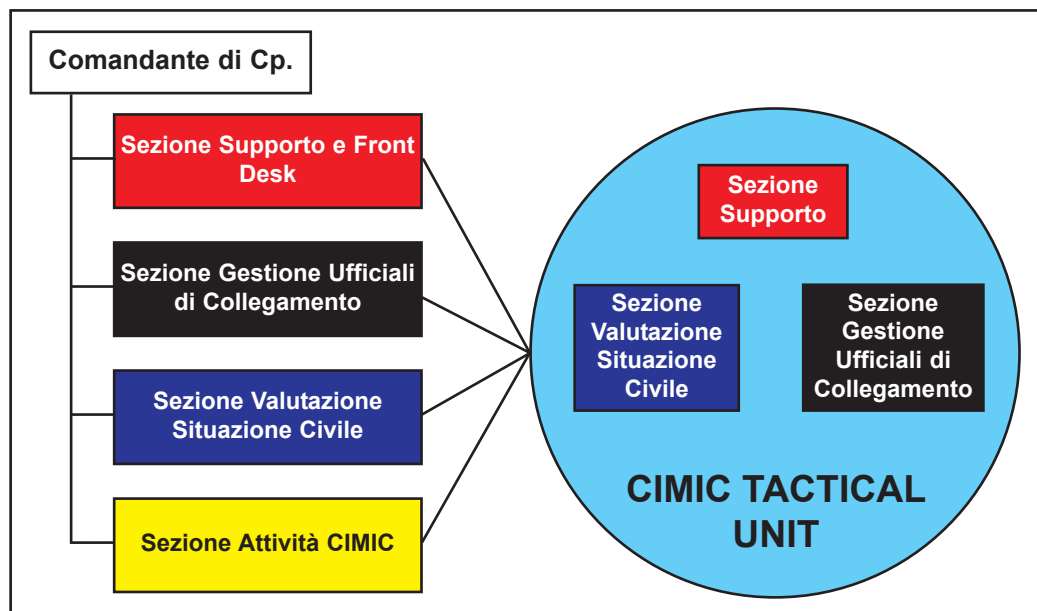 Comandante di Cp.
Sezione Supporto e Front
Desk
Sezione Gestione Ufficiali
di Collegamento
Sezione Valutazione
Situazione Civile
Sezione Attività CIMIC
Sezione
Supporto
Sezione
Valutazione
Situazione
Civile
Sezione
Gestione
Ufficiali di
Collegamento
CIMIC TACTICAL
UNIT